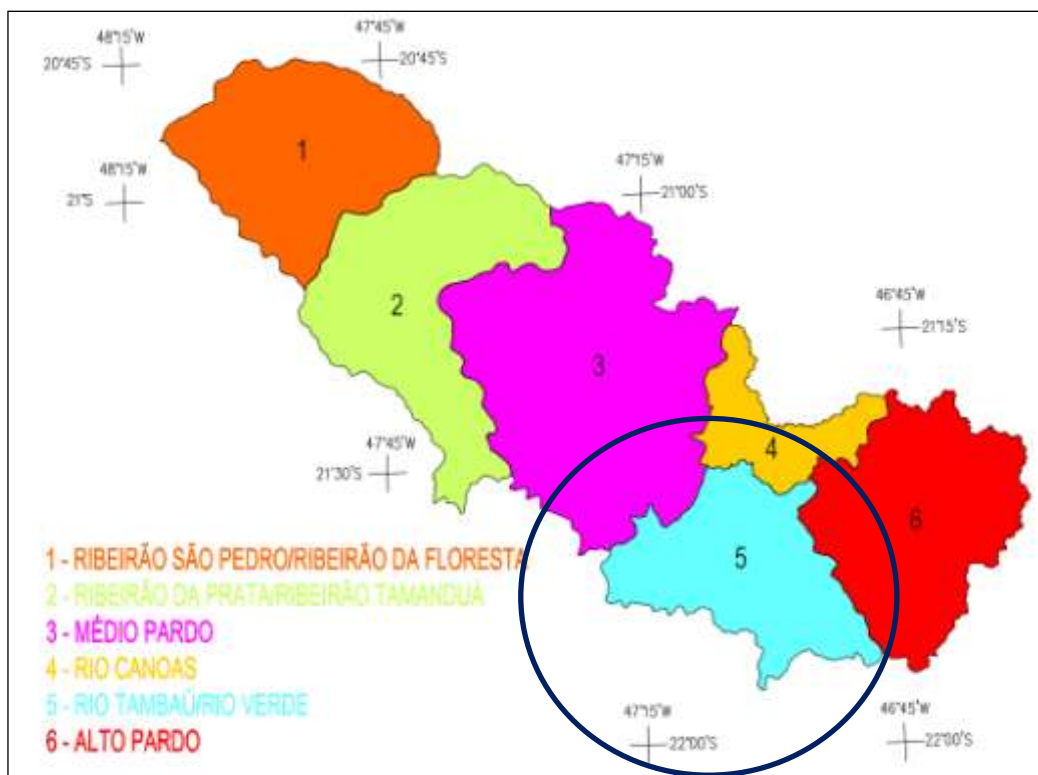 48°15'W
20°45'S
47°45'W
20°45'S
1
48°15'W
21°S
47°15'W
21°00'S
2
3
46°45'W
21°15'S
47°45'W
21°30'S
4
5
6
1 - RIBEIRÃO SÃO PEDRO/RIBEIRÃO DA FLORESTA
2 - RIBEIRÃO DA PRATA/RIBEIRÃO TAMANDUÁ
3 - MÉDIO PARDO
4 - RIO CANOAS
5 - RIO TAMBAÚ/RIO VERDE
6 - ALTO PARDO
47°15'W
22°00'S
46°45'W
22°00'S